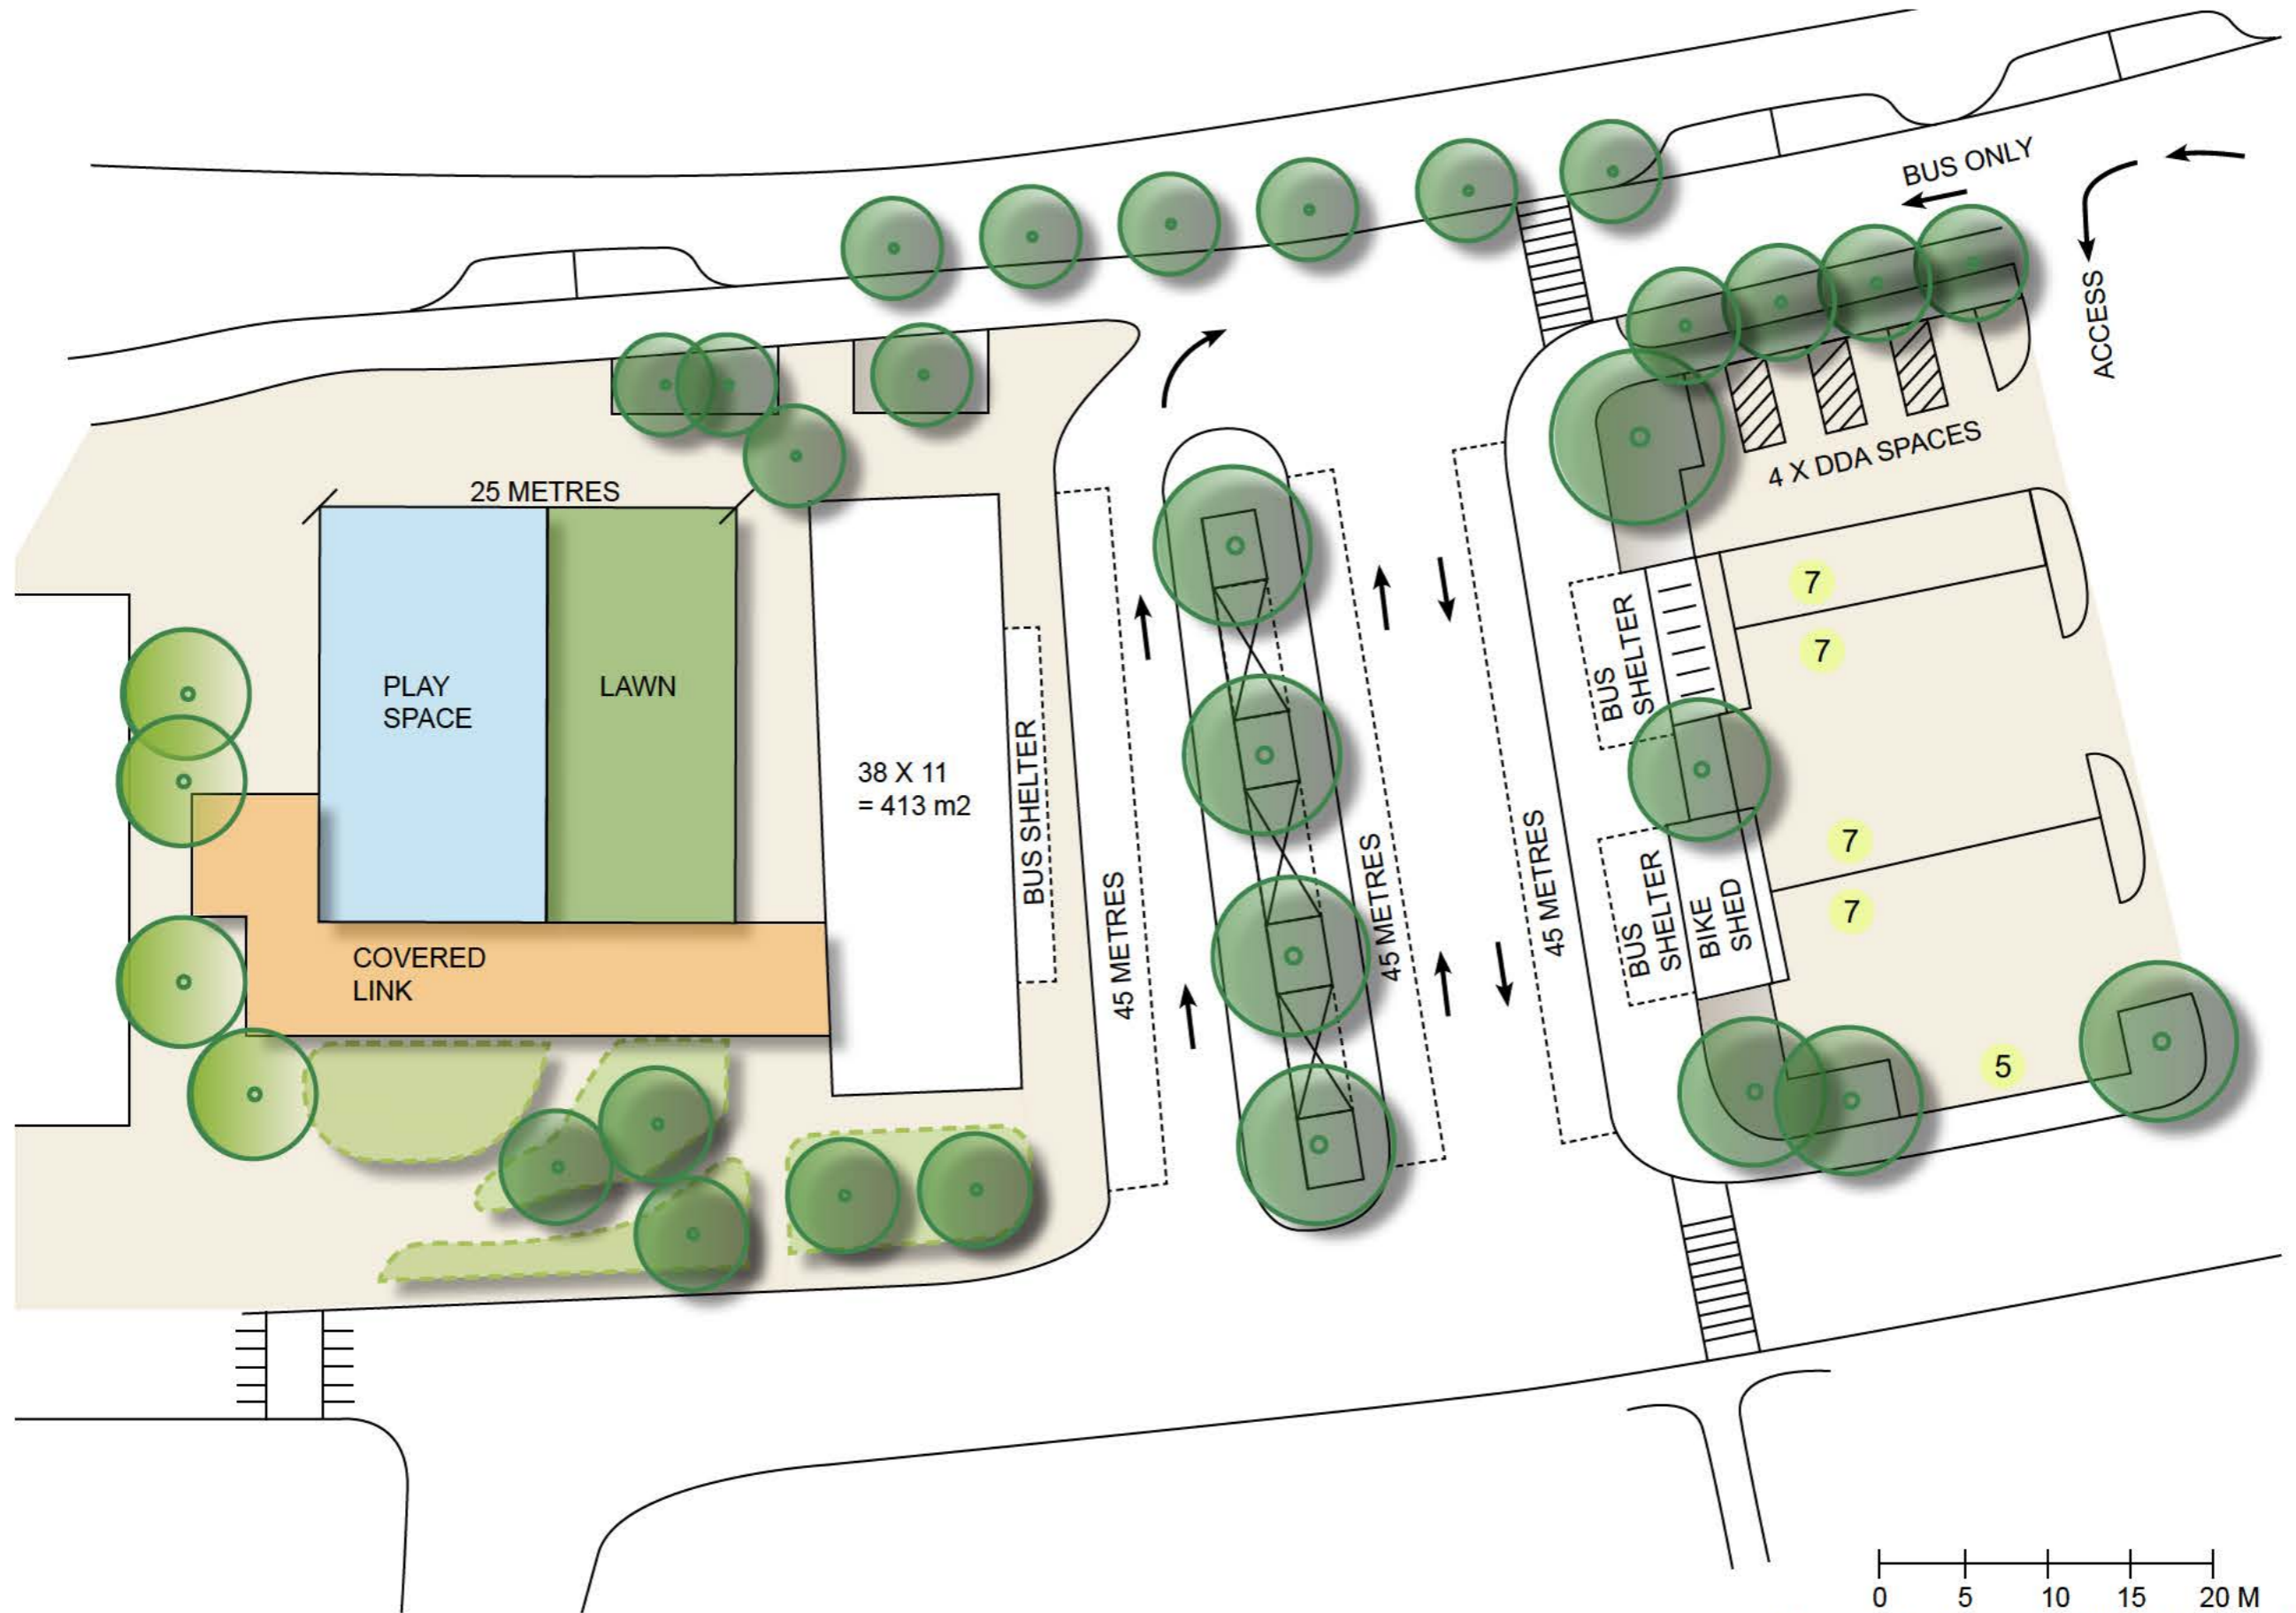 BUS ONLY
ACCESS
4 X DDA SPACES
25 METRES
PLAY
SPACE
LAWN
38 X 11
= 413 m2
BUS SHELTER
COVERED
LINK
45 METRES
45 METRES
45 METRES
BUS
SHELTER
BUS
SHELTER
BIKE
SHED
7
7
7
7
5
0 5 10 15 20 M